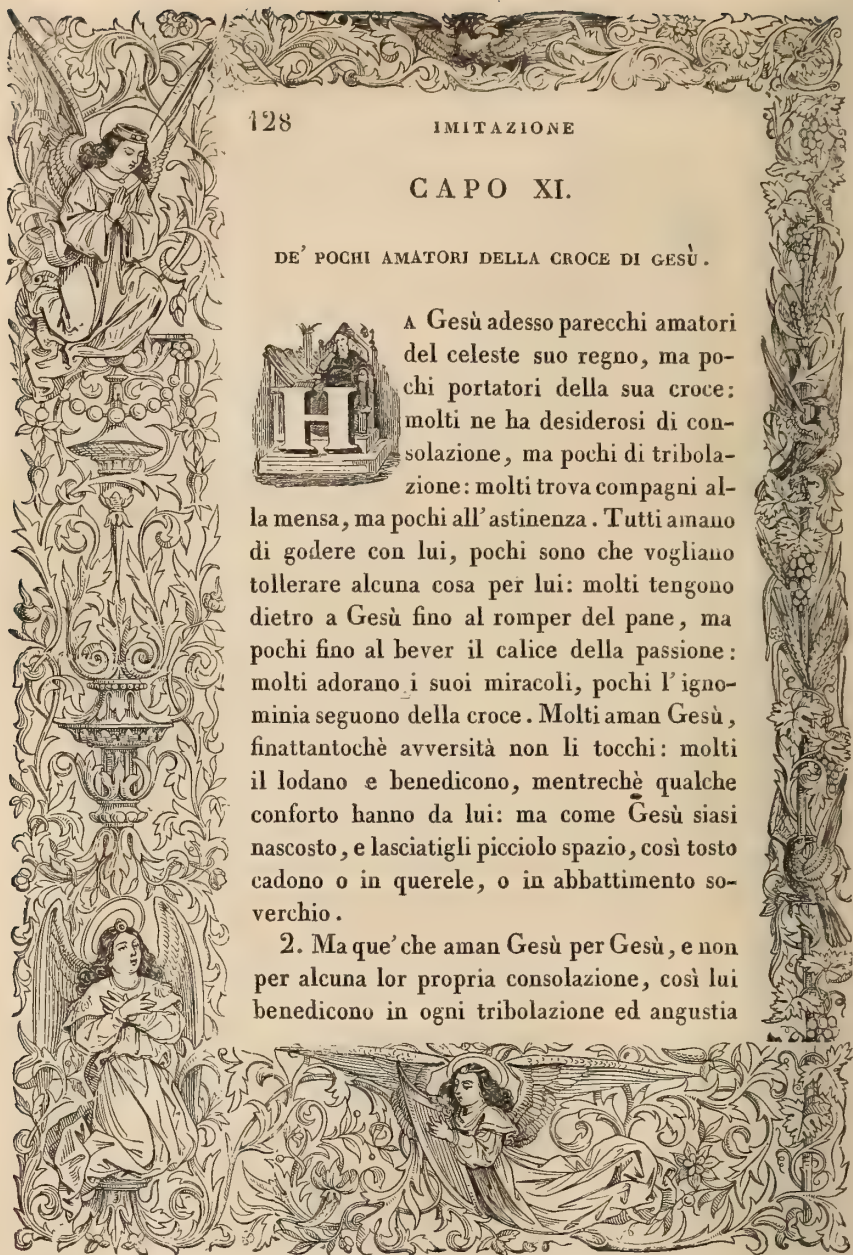 128 IMITAZIONE
CAPO XI.
DE' POCHI AMATORI DELLA CROCE DI GESÙ.
HA Gesù adesso parecchi amatori
del celeste suo regno, ma po-
chi portatori della sua croce:
molti ne ha desiderosi di con-
solazione, ma pochi di tribola-
zione: molti trova compagni al-
la mensa, ma pochi all'astinenza. Tutti amano
di godere con lui, pochi sono che vogliano
tollerare alcuna cosa per lui: molti tengono
dietro a Gesù fino al romper del pane, ma
pochi fino al bever il calice della passione:
molti adorano i suoi miracoli, pochi l'igno-
minia seguono della croce. Molti aman Gesù,
finattantochè avversità non li tocchi: molti
il lodano e benedicono, mentrechè qualche
conforto hanno da lui: ma come Gesù siasi
nascosto, e lasciatigli picciolo spazio, così tosto
cadono o in querele, o in abbattimento so-
verchio.
2. Ma que' che aman Gesù per Gesù, e non
per alcuna lor propria consolazione, così lui
benedicono in ogni tribolazione ed angustia